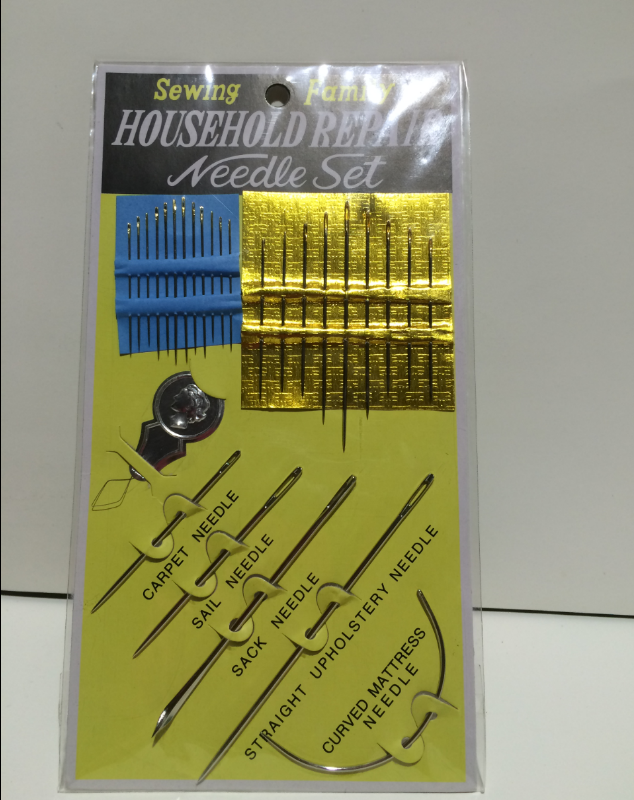 Sewing Family
HOUSEHOLD REPAIR
Needle Set
CARPET NEEDLE
SAIL NEEDLE
SACK NEEDLE
STRAIGHT UPHOLSTERY NEEDLE
CURVED MATTRESS
NEEDLE